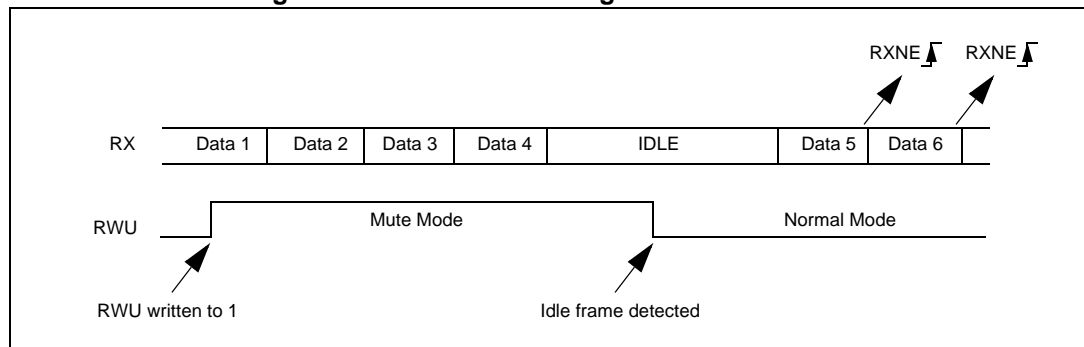 RXNE RXNE
RX Data 1 Data 2 Data 3 Data 4 IDLE Data 5 Data 6
RWU Mute Mode Normal Mode
RWU written to 1 Idle frame detected